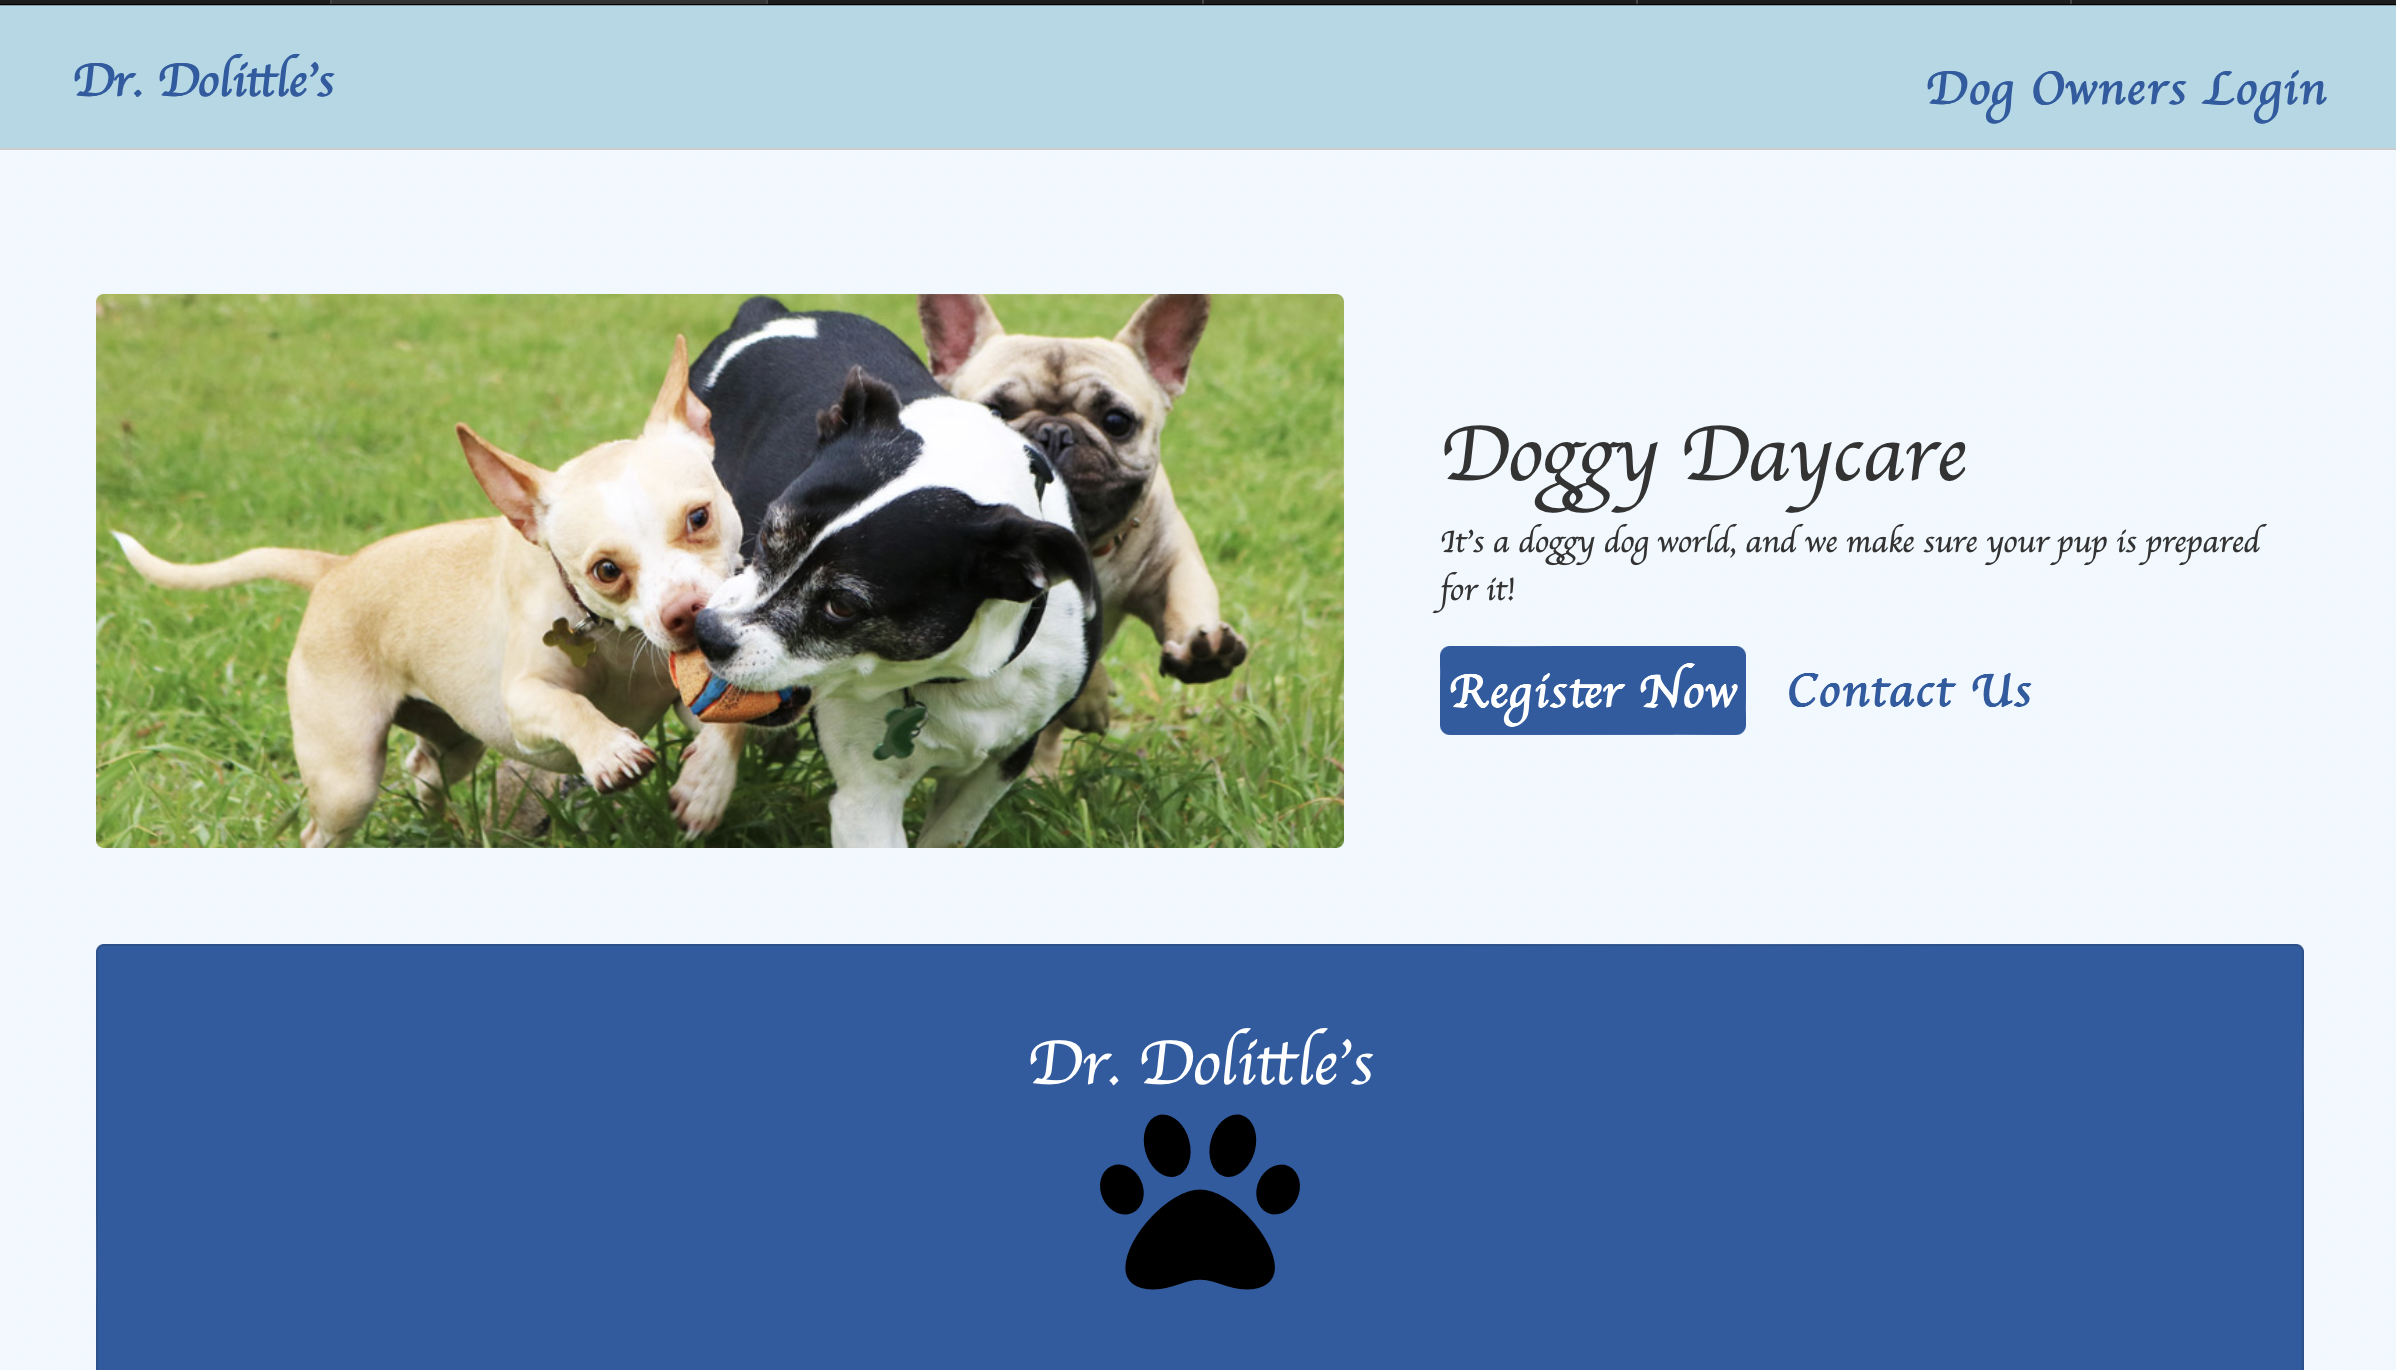 Dr. Dolittle's
Dog Owners Login
Doggy Daycare
It's a doggy dog world, and we make sure your pup is prepared
for it!
Register Now
Contact Us
Dr. Dolittle's